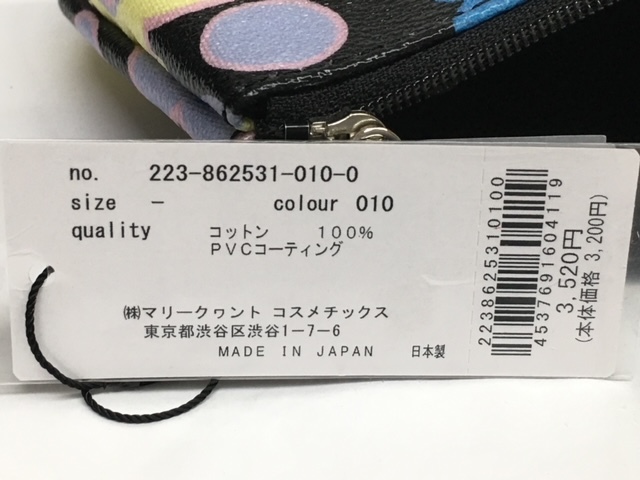 no. 223-862531-010-0
size - colour 010
quality コットン 100%
PVCコーティング
㈱マリークヮント コスメチックス
東京都渋谷区渋谷1-7-6
MADE IN JAPAN 日本製
2238625310100
4537691604119
3,520円
(本体価格 3,200円)